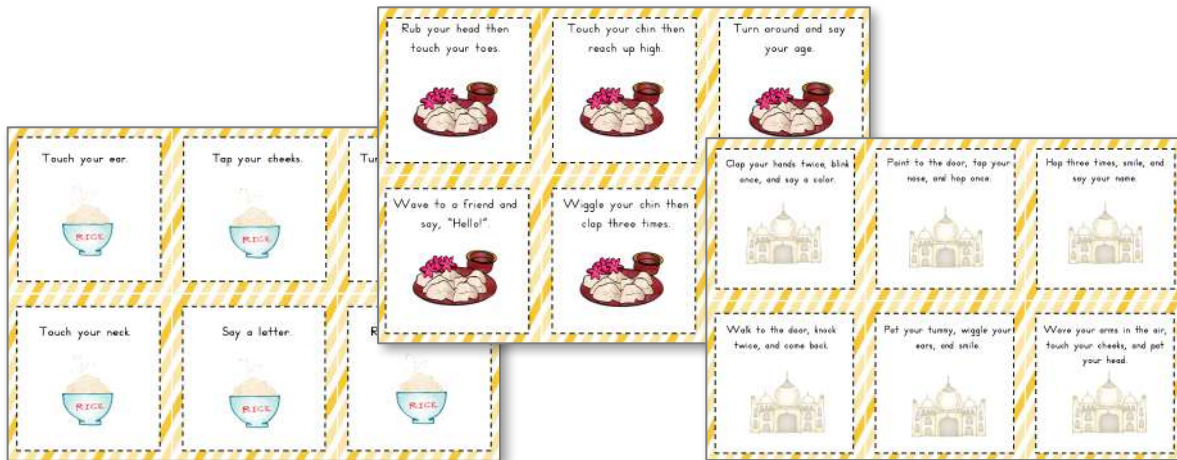 Touch your ear.
Tap your cheeks.
RICE
RICE
Touch your neck
Say a letter.
RICE
RICE
RICE
Rub your head then
touch your toes.
Touch your chin then
reach up high.
Turn around and say
your age.
Wave to a friend and
say, "Hello!".
Wiggle your chin then
clap three times.
Clap your hands twice, blink
once, and say a color.
Point to the door, tap your
nose, and hop once.
Hop three times, smile, and
say your name.
Walk to the door, knock
twice, and come back.
Pat your tummy, wiggle your
ears, and smile.
Wave your arms in the air,
touch your cheeks, and pat
your head.